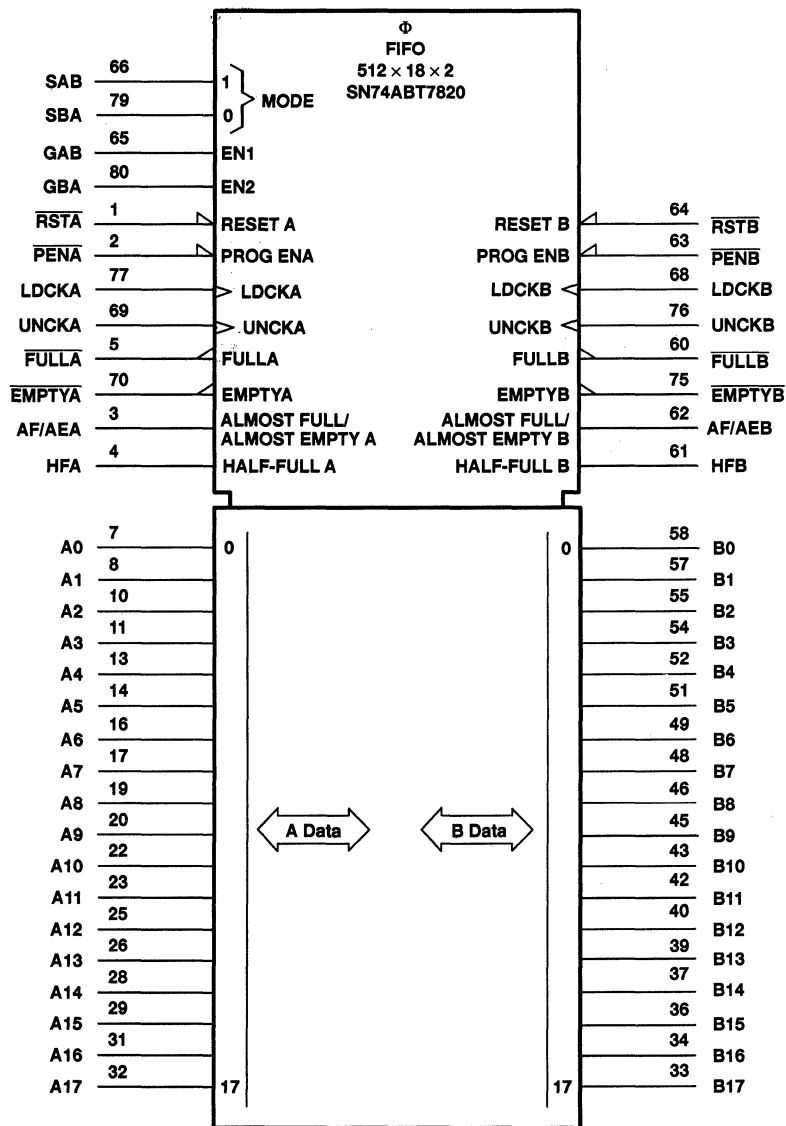 Φ
FIFO
512 × 18 × 2
SN74ABT7820
SAB 66 1
SBA 79 0
MODE
GAB 65 EN1
GBA 80 EN2
RSTA 1 RESET A RESET B 64 RSTB
PENA 2 PROG ENA PROG ENB 63 PENB
LDCKA 77 LDCKA LDCKB 68 LDCKB
UNCKA 69 UNCKA UNCKB 76 UNCKB
FULLA 5 FULLA FULLB 60 FULLB
EMPTYA 70 EMPTYA EMPTYB 75 EMPTYB
AF/AEA 3 ALMOST FULL/ ALMOST FULL/ 62 AF/AEB
ALMOST EMPTY A ALMOST EMPTY B
HFA 4 HALF-FULL A HALF-FULL B 61 HFB
A0 7 0 0 58 B0
A1 8 57 B1
A2 10 55 B2
A3 11 54 B3
A4 13 52 B4
A5 14 51 B5
A6 16 49 B6
A7 17 48 B7
A8 19 46 B8
A9 20 A Data B Data 45 B9
A10 22 43 B10
A11 23 42 B11
A12 25 40 B12
A13 26 39 B13
A14 28 37 B14
A15 29 36 B15
A16 31 34 B16
A17 32 17 17 33 B17